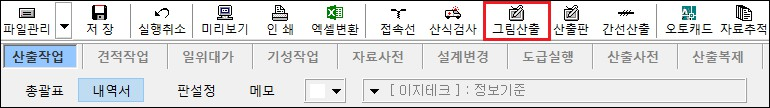 파일관리 저 장 실행취소 미리보기 인 쇄 엑셀변환 접속선 산식검사 그림산출 산출판 간선산출 오토캐드 자료추적
산출작업 견적작업 일위대가 기성작업 자료사전 설계변경 도급실행 산출사전 산출복제
총괄표 내역서 판설정 메모 [ 이지테크 ] : 정보기준